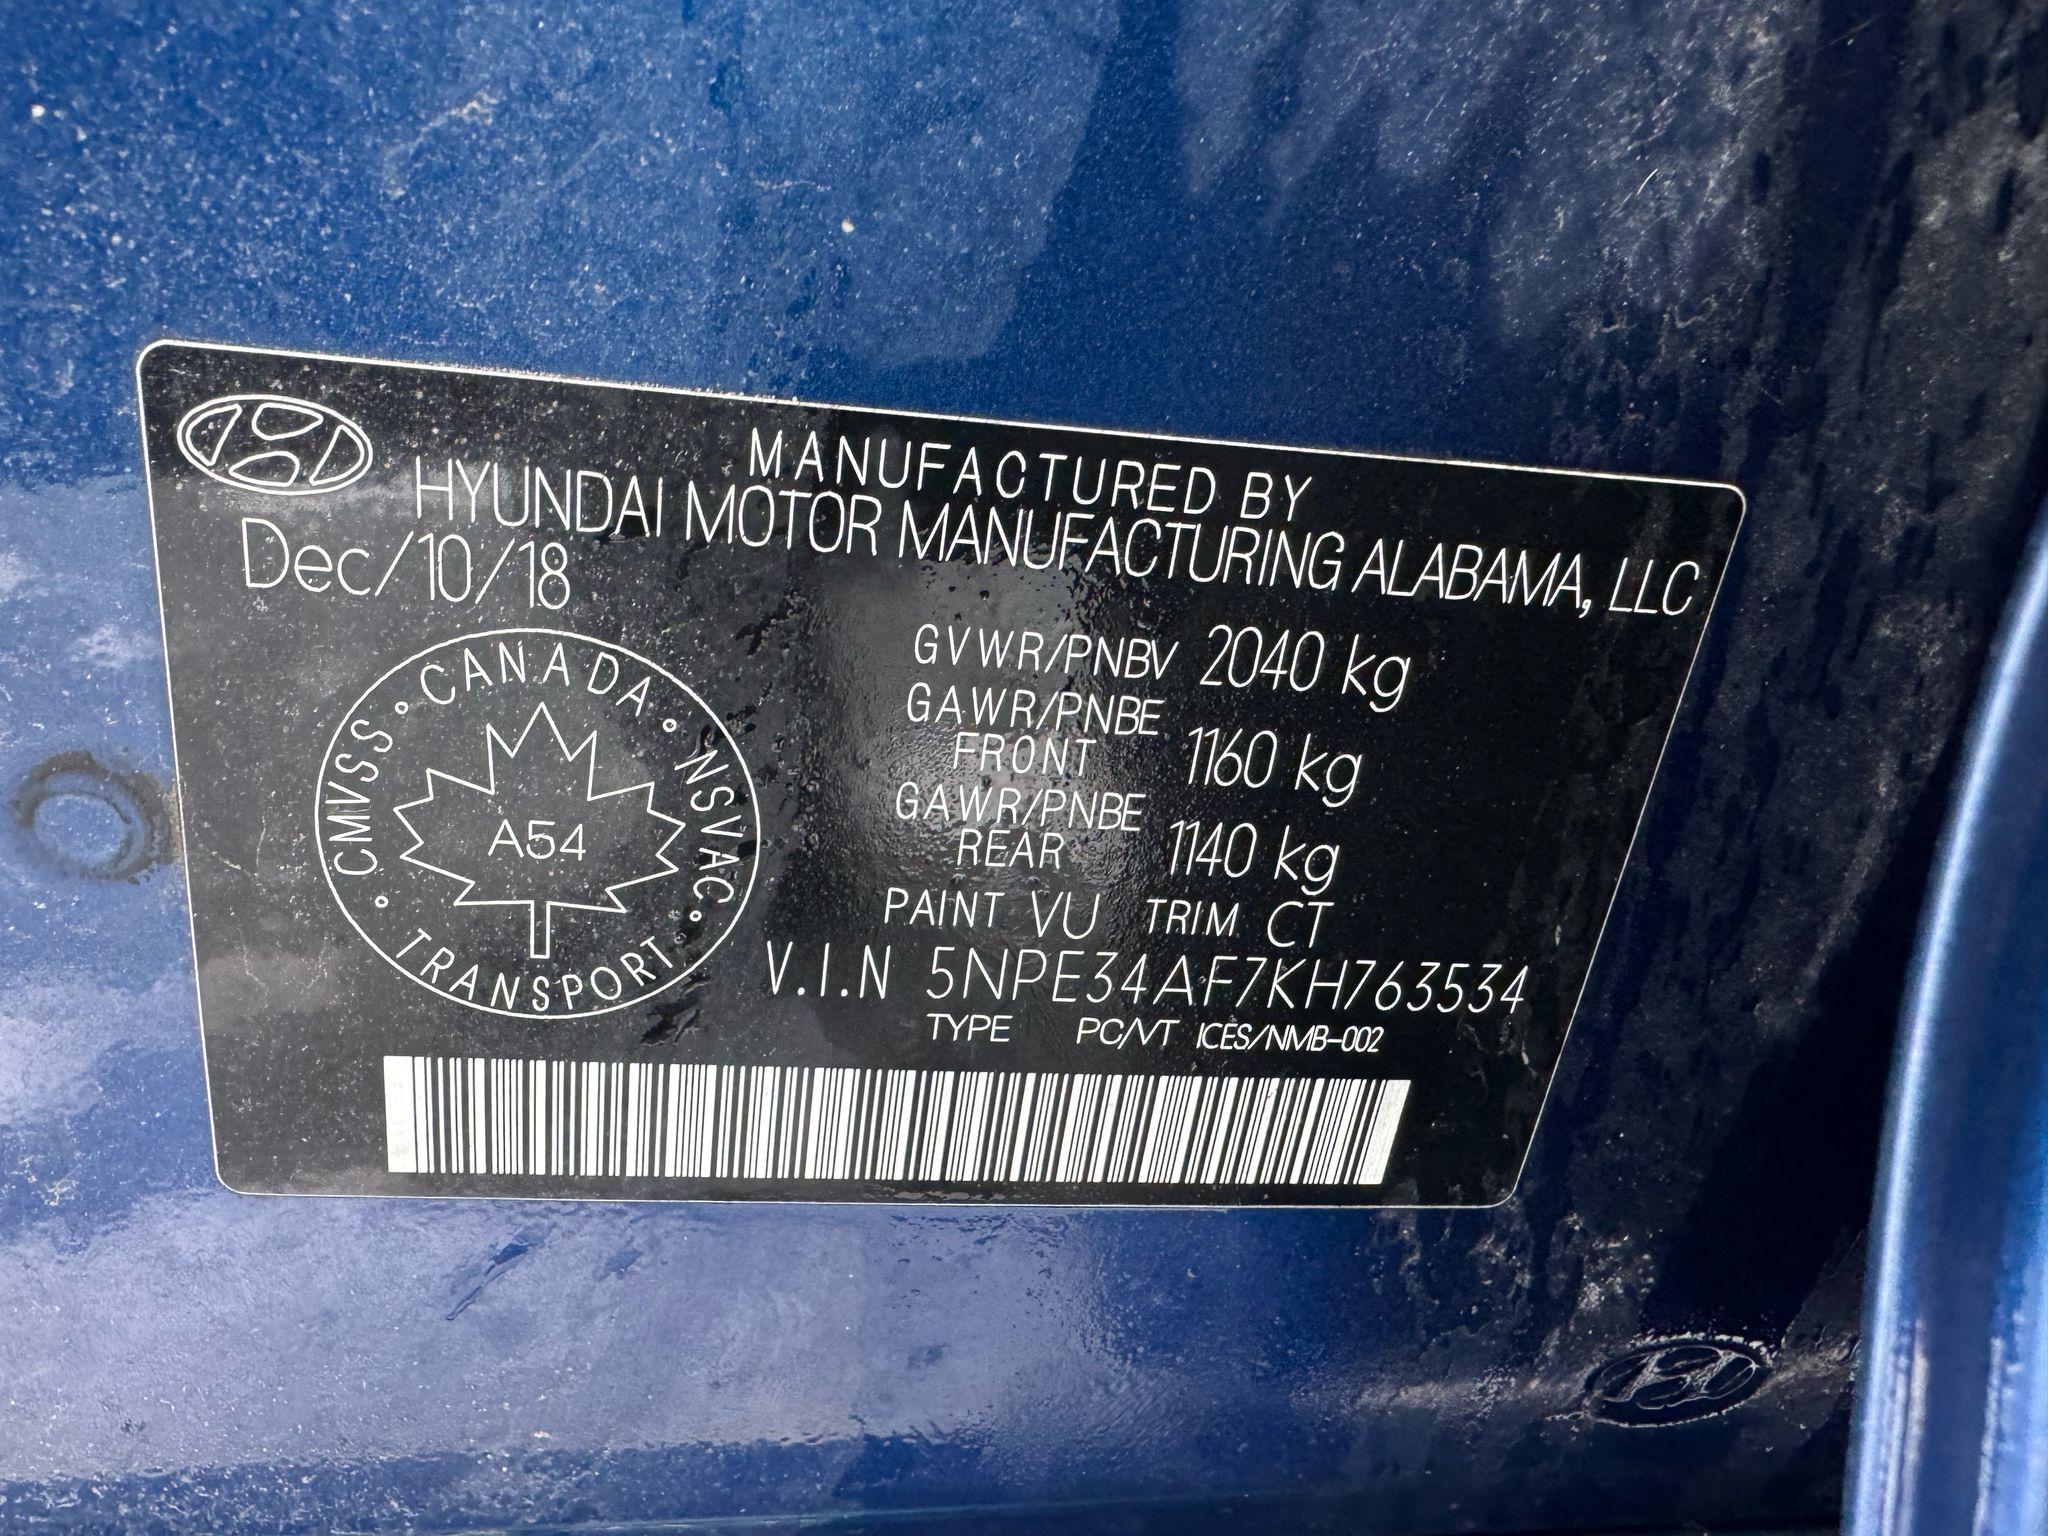 MANUFACTURED BY
HYUNDAI MOTOR MANUFACTURING ALABAMA, LLC
Dec/10/18
CANADA
CMVSS NSVAC
TRANSPORT
A54
GVWR/PNBV 2040 kg
GAWR/PNBE
FRONT 1160 kg
GAWR/PNBE
REAR 1140 kg
PAINT VU TRIM CT
V.I.N 5NPE34AF7KH763534
TYPE PC/VT ICES/NMB-002